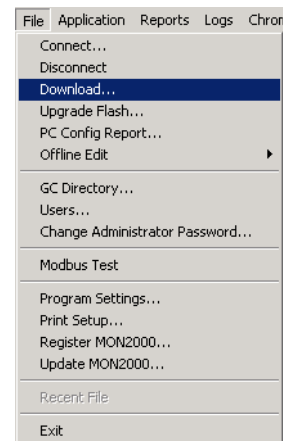 File Application Reports Logs Chron
Connect...
Disconnect
Download...
Upgrade Flash...
PC Config Report...
Offline Edit
GC Directory...
Users...
Change Administrator Password...
Modbus Test
Program Settings...
Print Setup...
Register MON2000...
Update MON2000...
Recent File
Exit